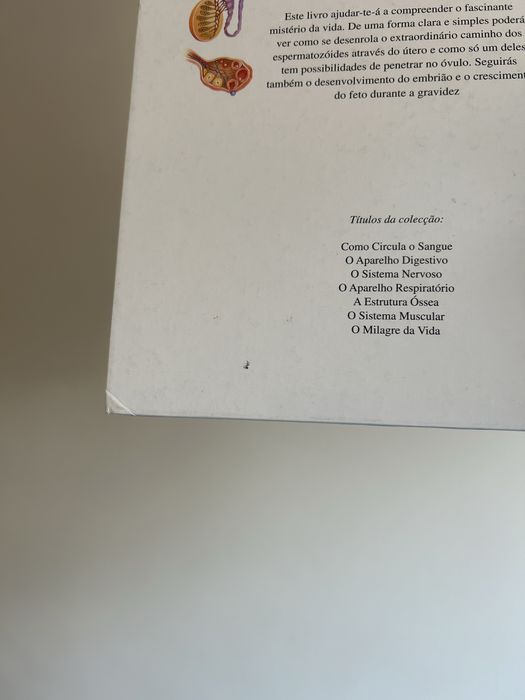 Este livro ajudar-te-á a compreender o fascinante
mistério da vida. De uma forma clara e simples poderá
ver como se desenrola o extraordinário caminho dos
espermatozóides através do útero e como só um deles
tem possibilidades de penetrar no óvulo. Seguirás
também o desenvolvimento do embrião e o
do feto durante a gravidez
Títulos da colecção:
Como Circula o Sangue
O Aparelho Digestivo
O Sistema Nervoso
O Aparelho Respiratório
A Estrutura Óssea
O Sistema Muscular
O Milagre da Vida